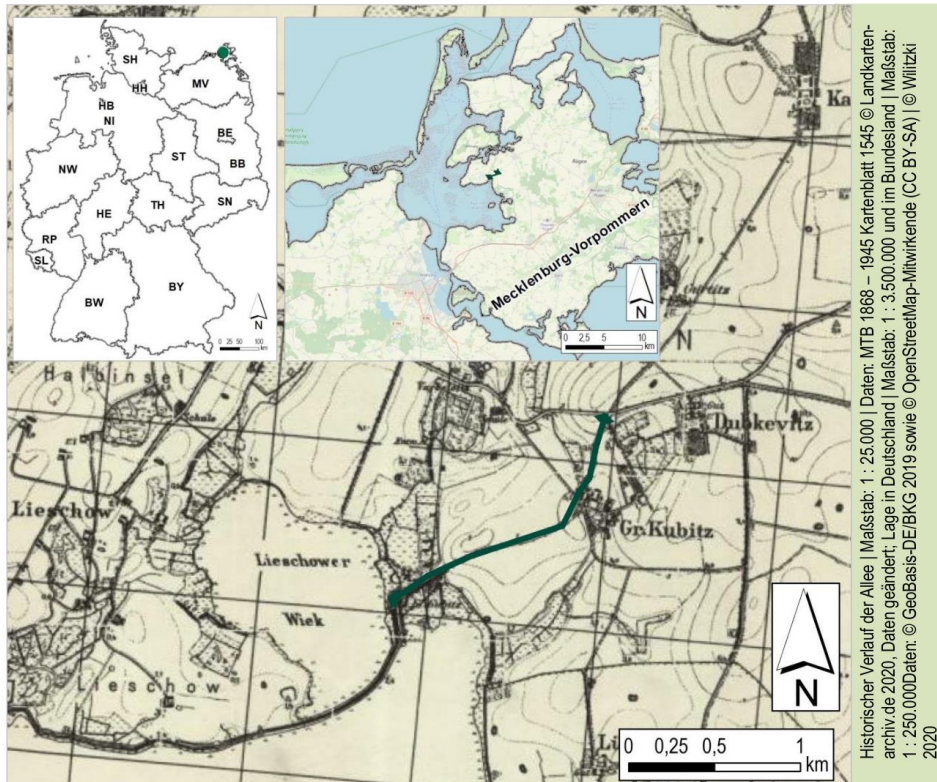 SH
HH
MV
HB
NI
BE
ST
BB
NW
TH
SN
HE
RP
SL
BY
BW
N
0 25 50 100
km
Rügen
Mecklenburg-Vorpommern
N
0 2,5 5 10
km
Ka
N
Halbinsel
Schule
Dubkevitz
Lieschow
Lieschower
Wiek
Gr.Kubitz
Lieschow
N
0 0,25 0,5 1
km
Historischer Verlauf der Allee | Maßstab: 1 : 25.000 | Daten: MTB 1868 – 1945 Kartenblatt 1545 © Landkarten-
archiv.de 2020, Daten geändert; Lage in Deutschland | Maßstab: 1 : 3.500.000 und im Bundesland | Maßstab:
1 : 250.000Daten: © GeoBasis-DE/BKG 2019 sowie © OpenStreetMap-Mitwirkende (CC BY-SA) | © Wilitzki
2020